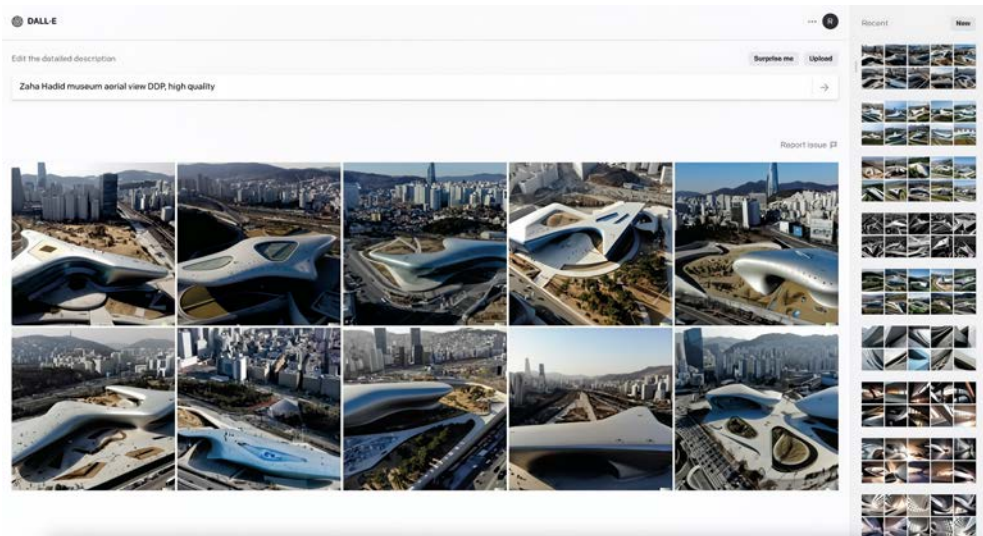 DALL·E
... R
Edit the detailed description
Surprise me
Upload
Zaha Hadid museum aerial view DDP, high quality
Report issue
Recent
New